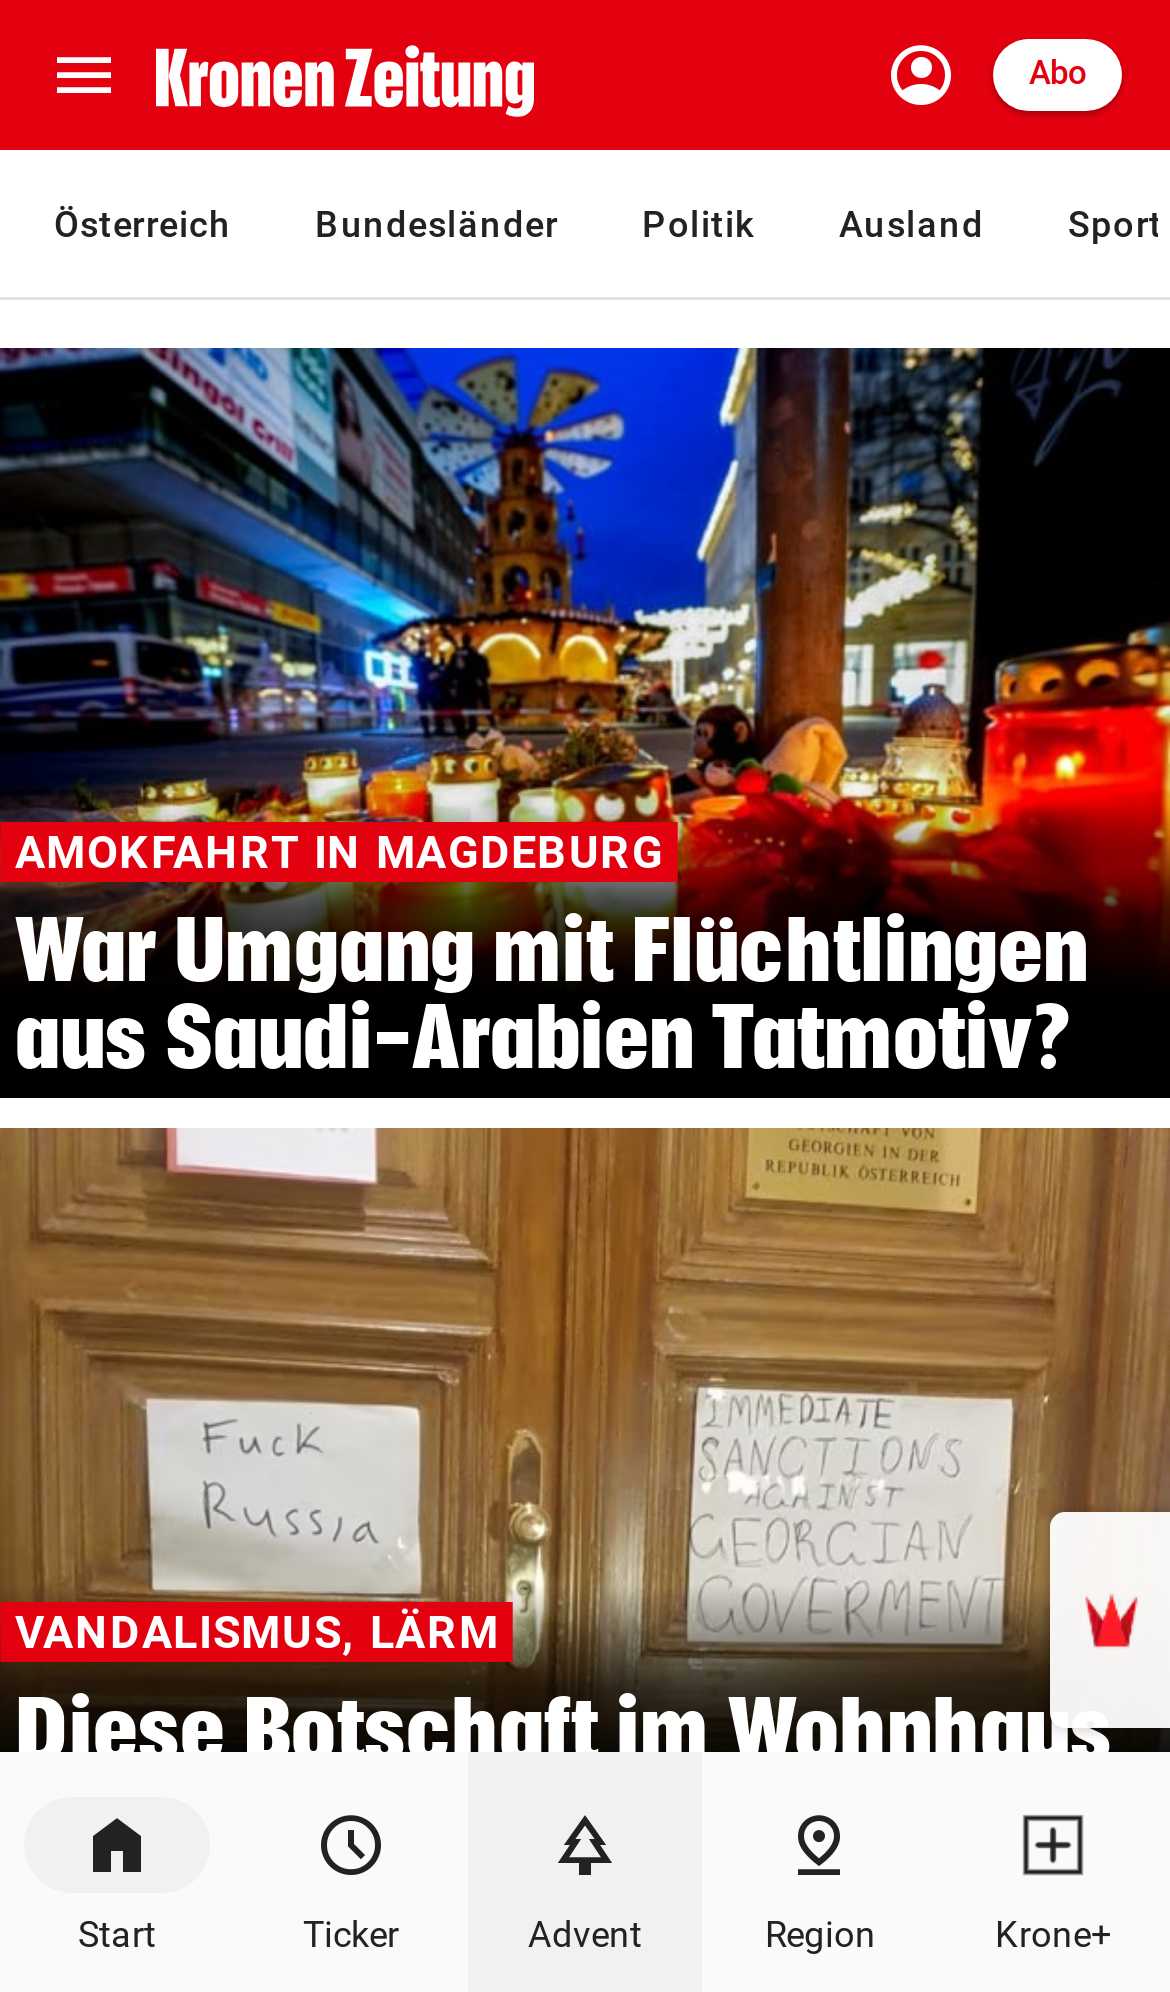 Kronen Zeitung
Abo
Österreich Bundesländer Politik Ausland Sport
AMOKFAHRT IN MAGDEBURG
War Umgang mit Flüchtlingen
aus Saudi-Arabien Tatmotiv?
VON
GEORGIEN IN DER
REPUBLIK ÖSTERREICH
Fuck
Russia
IMMEDIATE
SANCTIONS
AGAINST
GEORGIAN
GOVERMENT
VANDALISMUS, LÄRM
Diese Botschaft im Wohnhaus
Start Ticker Advent Region Krone+